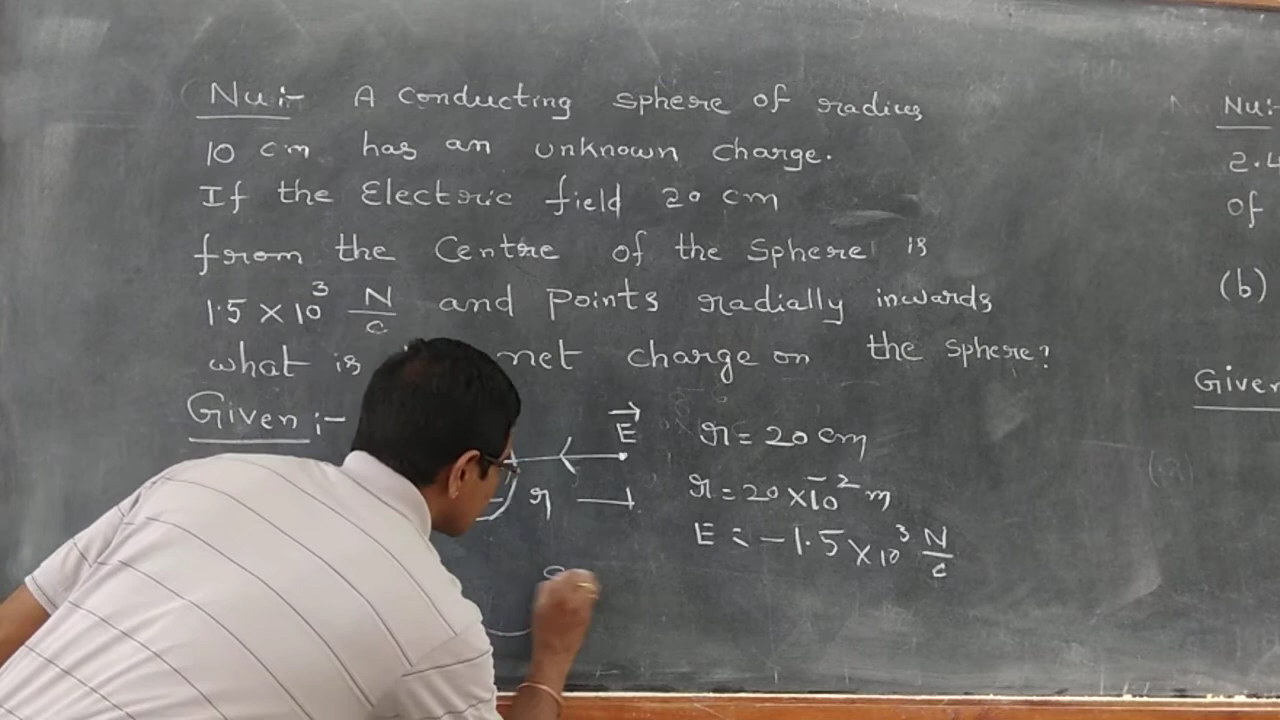 Nu:- A conducting sphere of radius
10 cm has an unknown charge.
If the Electric field 20 cm
from the Centre of the Sphere is
1.5 × 10³ N/c and points radially inwards
what is net charge on the sphere?
Given:-
E
r
r = 20 cm
r = 20 × 10⁻² m
E = -1.5 × 10³ N/c
Nu:
2.4
of
(b)
Given